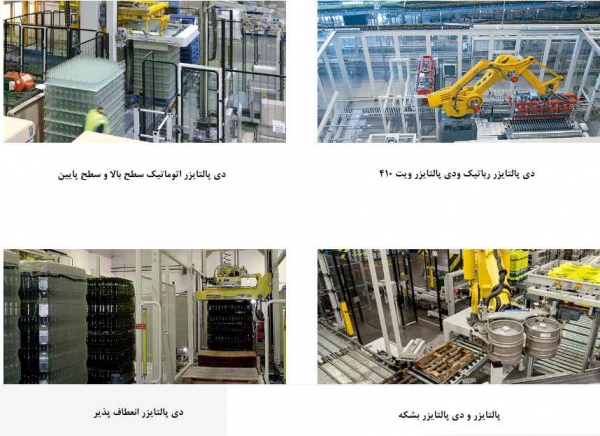 دی پالتایزر رباتیک ودی پالتایزر ویت ۴۱۰
دی پالتایزر اتوماتیک سطح بالا و سطح پایین
پالتایزر و دی پالتایزر بشکه
دی پالتایزر انعطاف پذیر